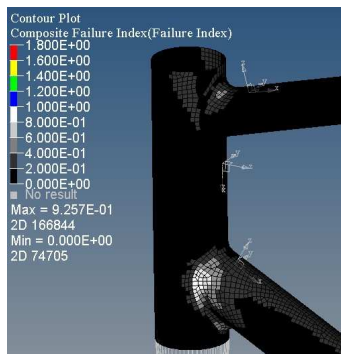 Contour Plot
Composite Failure Index(Failure Index)
1.800E+00
1.600E+00
1.400E+00
1.200E+00
1.000E+00
8.000E-01
6.000E-01
4.000E-01
2.000E-01
0.000E+00
No result
Max = 9.257E-01
2D 166844
Min = 0.000E+00
2D 74705